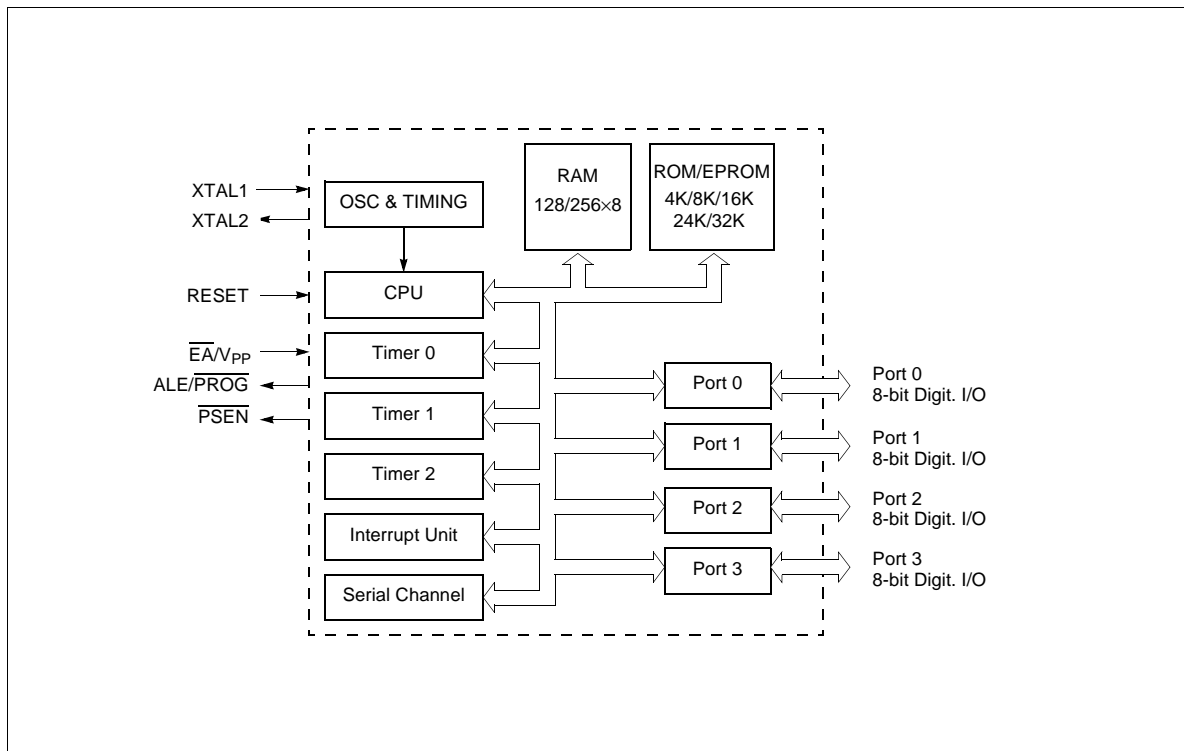 XTAL1
XTAL2
RESET
EA/VPP
ALE/PROG
PSEN
OSC & TIMING
CPU
Timer 0
Timer 1
Timer 2
Interrupt Unit
Serial Channel
RAM
128/256×8
ROM/EPROM
4K/8K/16K
24K/32K
Port 0
Port 1
Port 2
Port 3
Port 0
8-bit Digit. I/O
Port 1
8-bit Digit. I/O
Port 2
8-bit Digit. I/O
Port 3
8-bit Digit. I/O